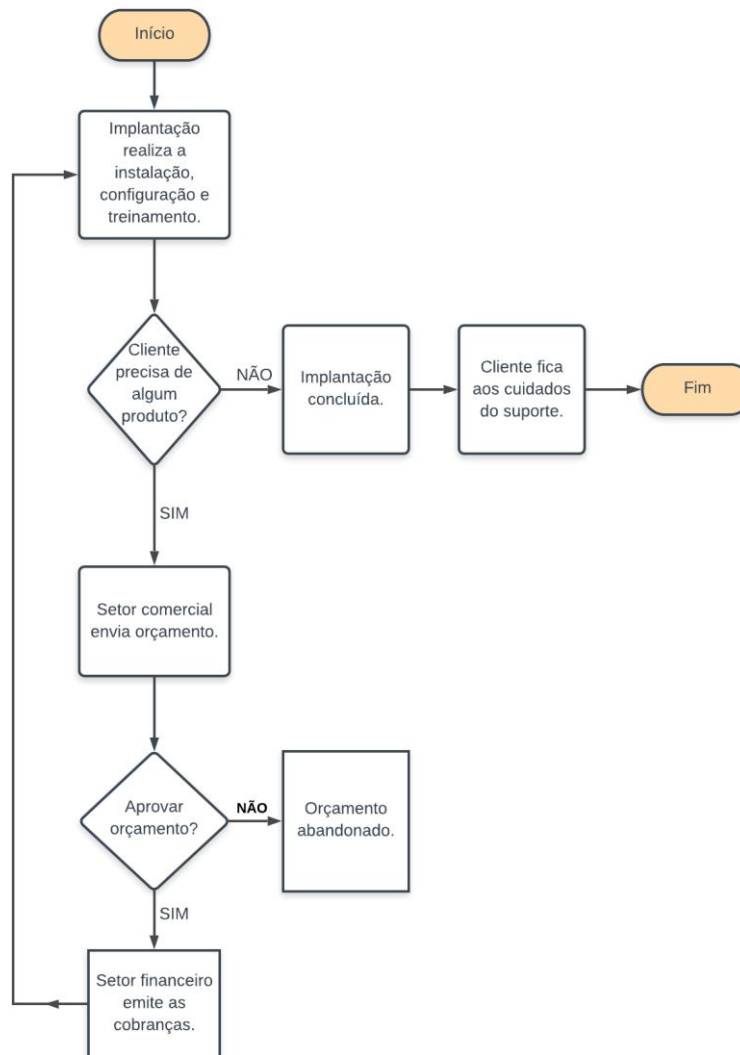 Início
Implantação
realiza a
instalação,
configuração e
treinamento.
Cliente
precisa de
algum
produto?
NÃO
Implantação
concluída.
Cliente fica
aos cuidados
do suporte.
Fim
SIM
Setor comercial
envia orçamento.
Aprovar
orçamento?
NÃO
Orçamento
abandonado.
SIM
Setor financeiro
emite as
cobranças.